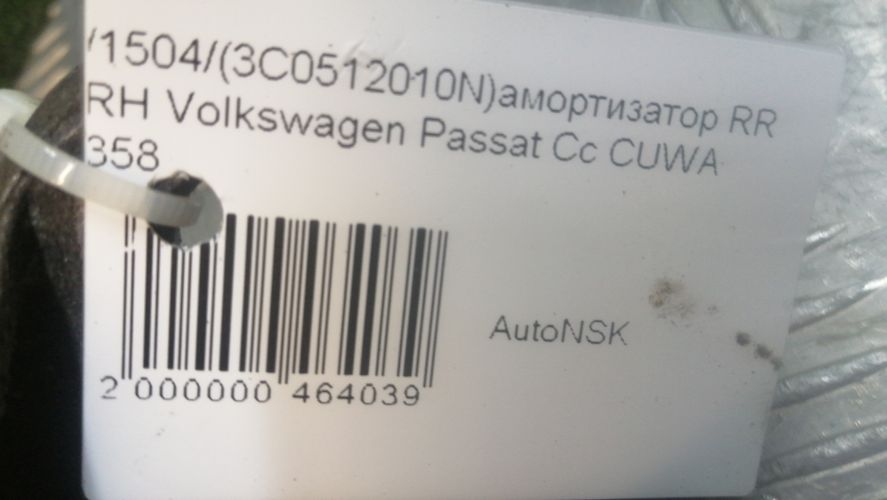 /1504/(3C0512010N)амортизатор RR
RH Volkswagen Passat Cc CUWA
358
2 000000 464039
AutoNSK